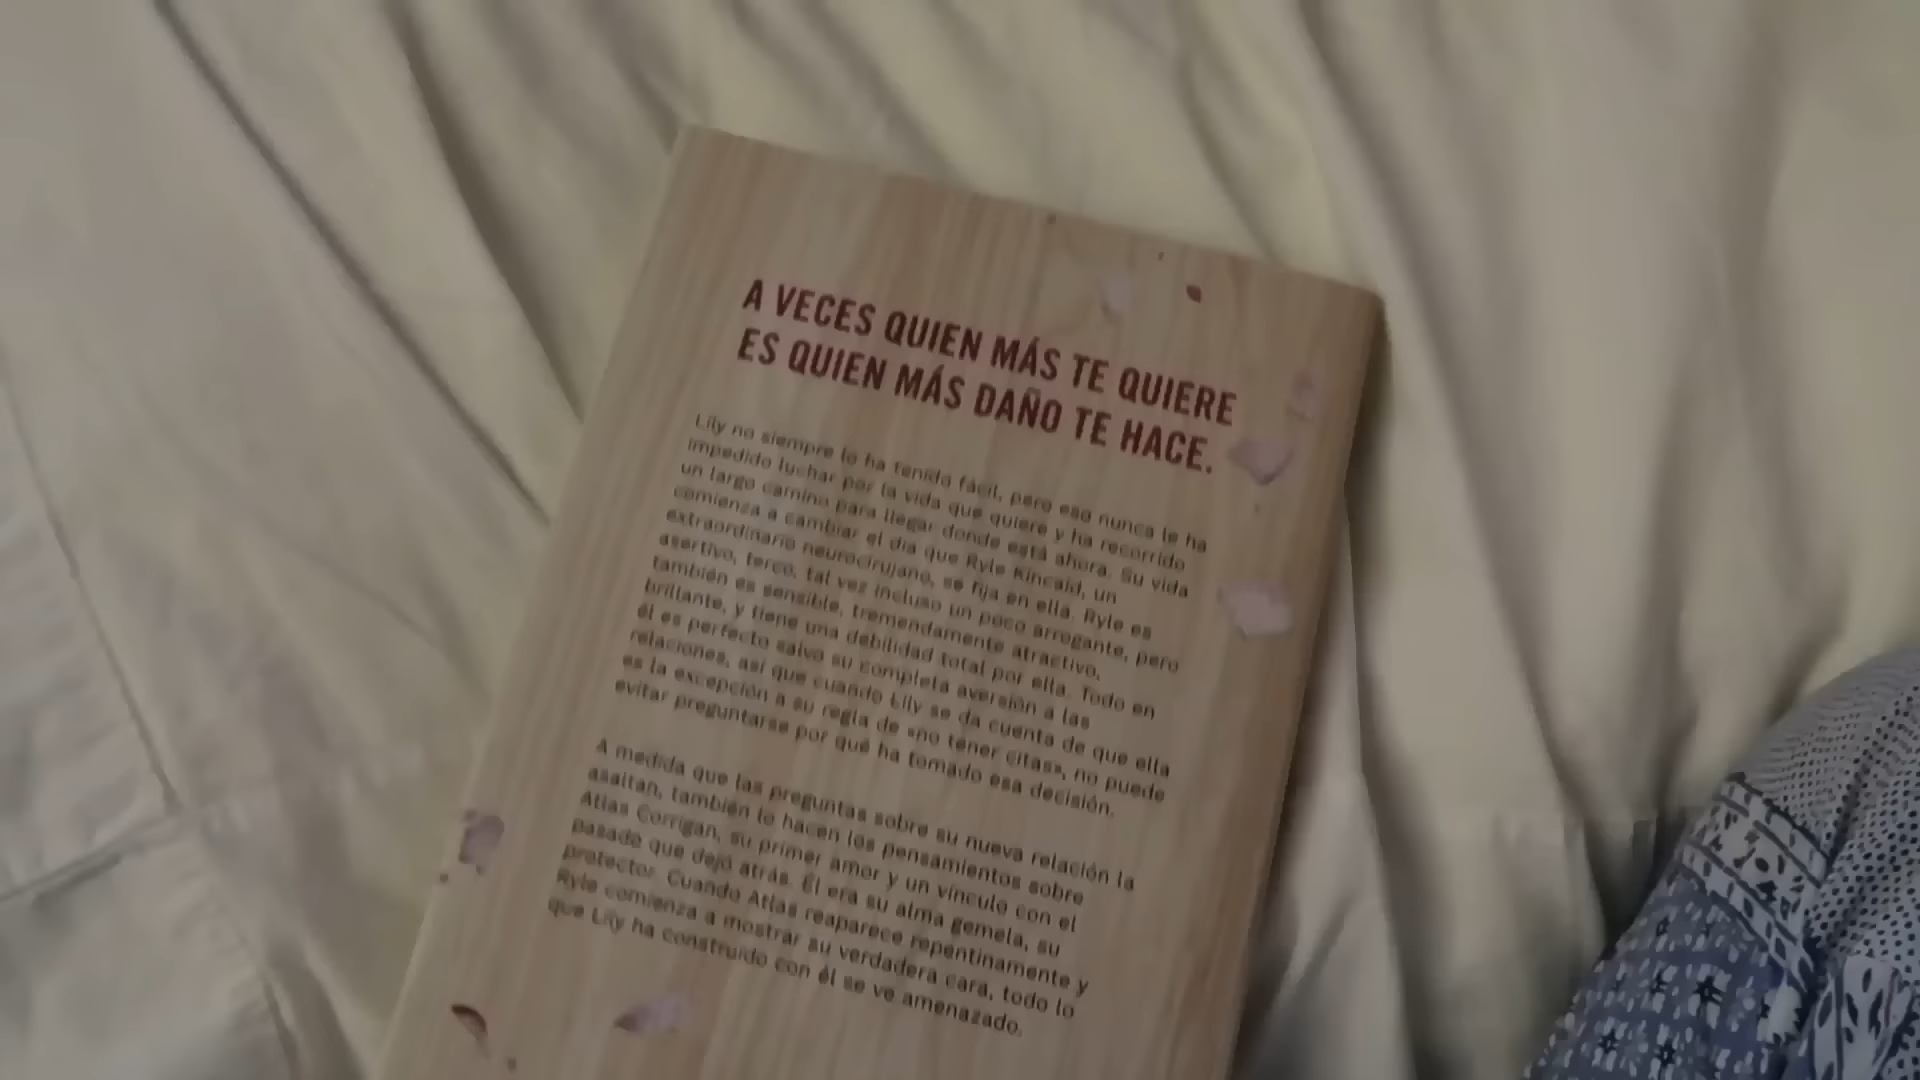 A VECES QUIEN MÁS TE QUIERE
ES QUIEN MÁS DAÑO TE HACE.
Lily no siempre lo ha tenido fácil, pero eso nunca le ha
impedido luchar por la vida que quiere y ha recorrido
un largo camino para llegar donde está ahora. Su vida
comienza a cambiar el día que Ryle Kincaid, un
extraordinario neurocirujano, se fija en ella. Ryle es
asertivo, terco, tal vez incluso un poco arrogante, pero
también es sensible, tremendamente atractivo,
brillante, y tiene una debilidad total por ella. Todo en
él es perfecto salvo su completa aversión a las
relaciones, así que cuando Lily se da cuenta de que ella
es la excepción a su regla de «no tener citas», no puede
evitar preguntarse por qué ha tomado esa decisión.
A medida que las preguntas sobre su nueva relación la
asaltan, también lo hacen los pensamientos sobre
Atlas Corrigan, su primer amor y un vínculo con el
pasado que dejó atrás. Él era su alma gemela, su
protector. Cuando Atlas reaparece repentinamente y
Ryle comienza a mostrar su verdadera cara, todo lo
que Lily ha construido con él se ve amenazado.